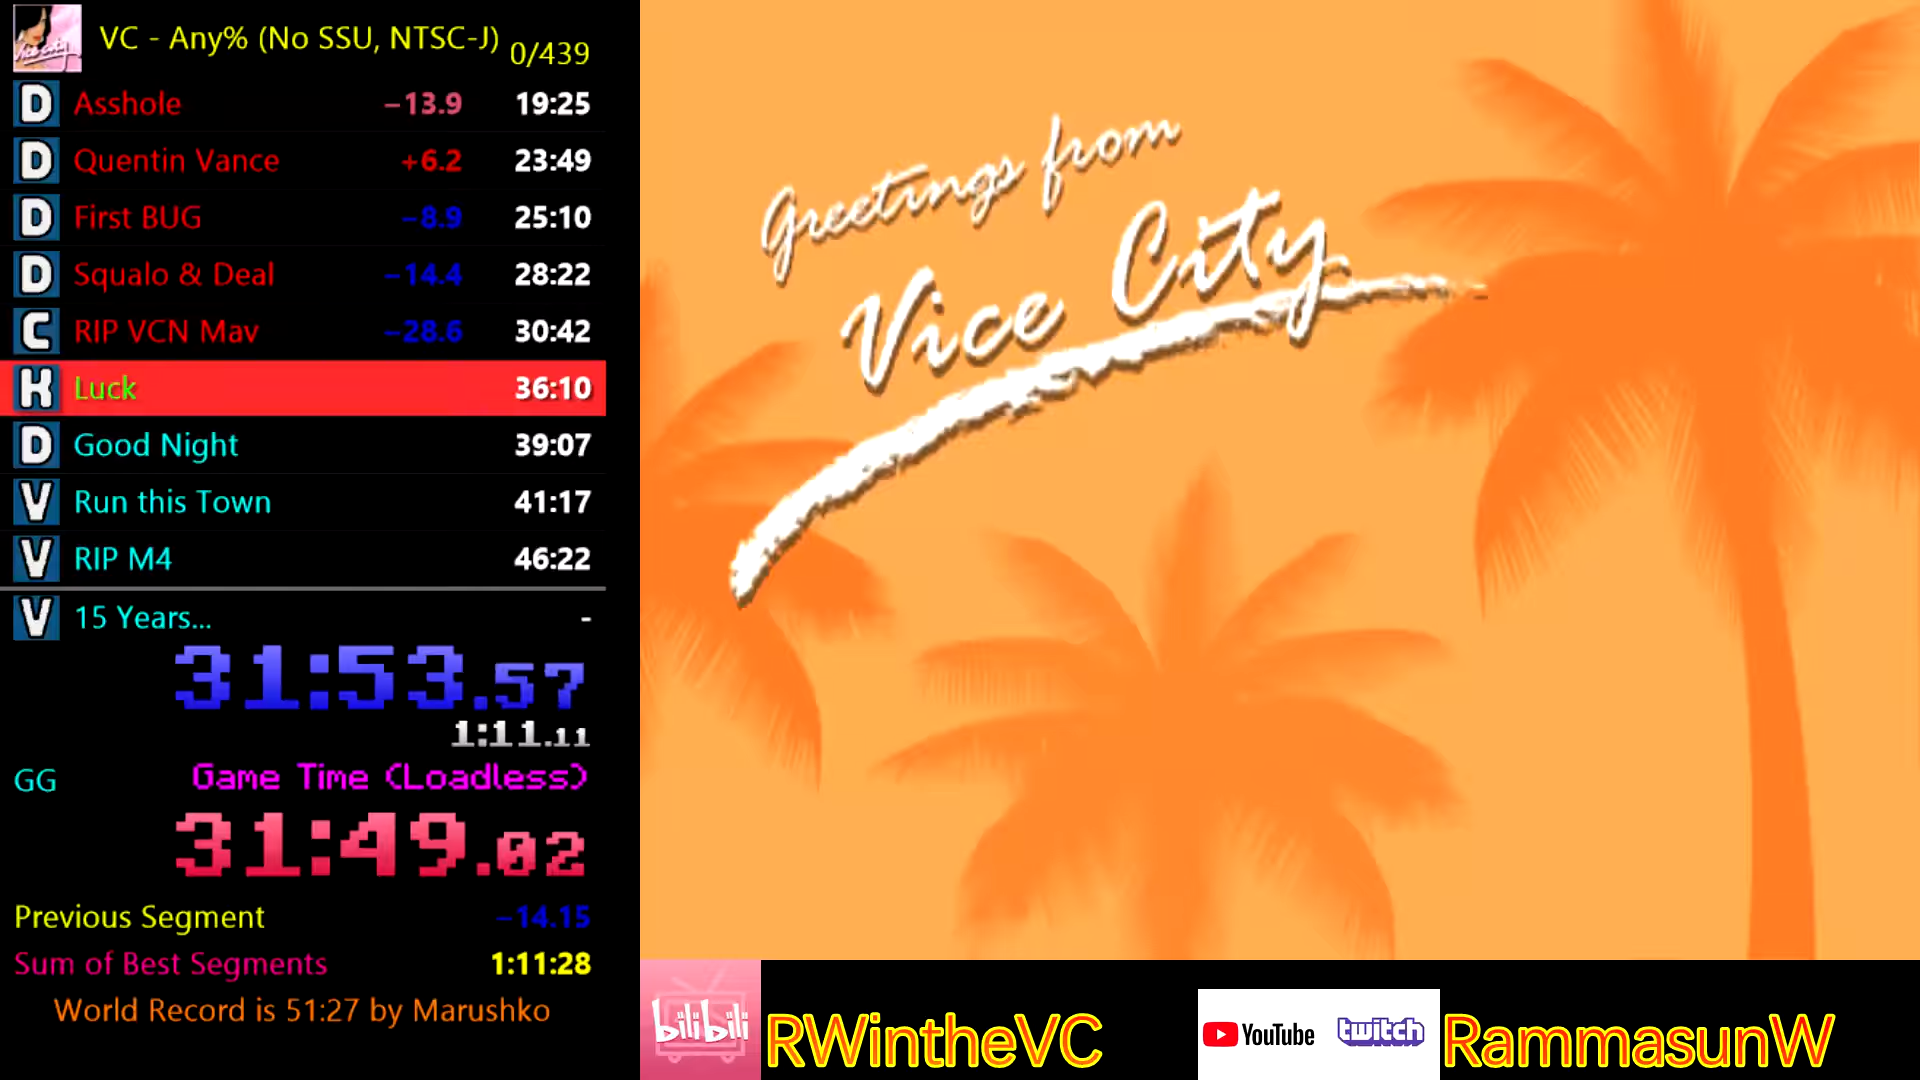 VC - Any% (No SSU, NTSC-J)
0/439
D Asshole −13.9 19:25
D Quentin Vance +6.2 23:49
D First BUG −8.9 25:10
D Squalo & Deal −14.4 28:22
C RIP VCN Mav −28.6 30:42
K Luck 36:10
D Good Night 39:07
V Run this Town 41:17
V RIP M4 46:22
V 15 Years... -
31:53.57
1:11.11
GG Game Time (Loadless)
31:49.02
Previous Segment −14.15
Sum of Best Segments 1:11:28
World Record is 51:27 by Marushko
Greetings from
Vice City
bilibili RWintheVC YouTube twitch RammasunW